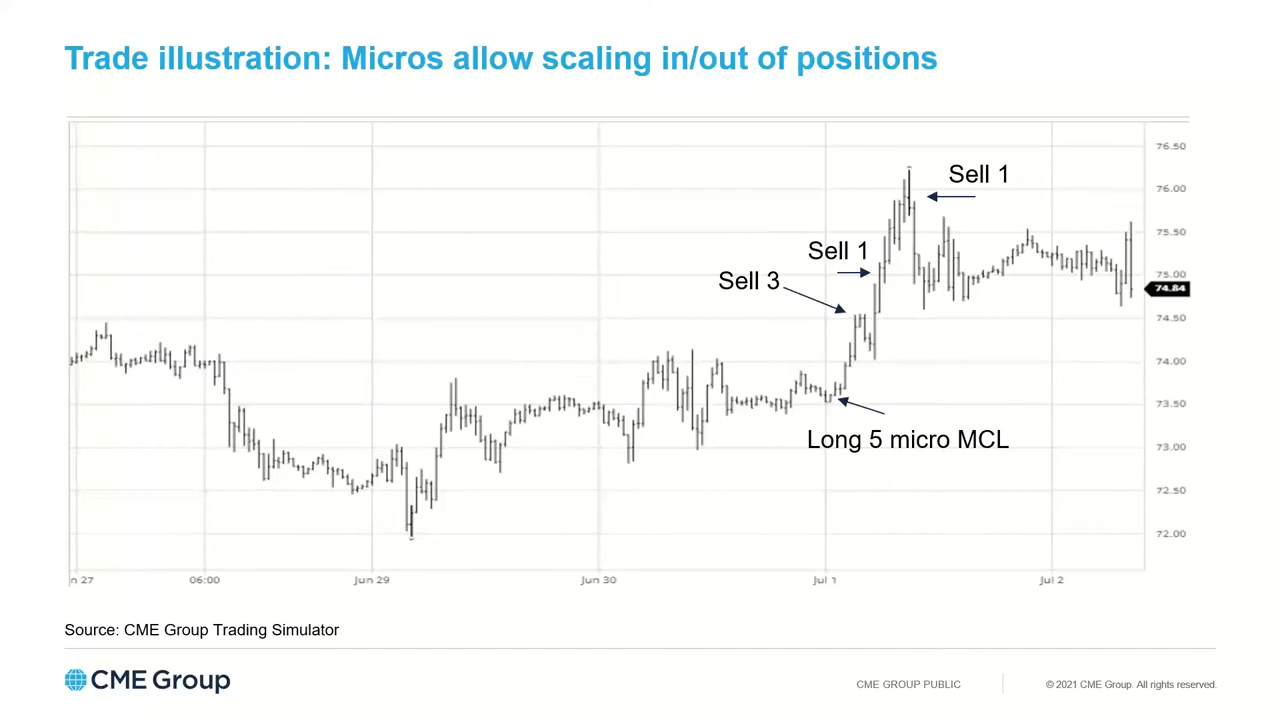 Trade illustration: Micros allow scaling in/out of positions
76.50
76.00
75.50
75.00
74.84
74.50
74.00
73.50
73.00
72.50
72.00
Sell 1
Sell 1
Sell 3
Long 5 micro MCL
n 27
06:00
Jun 29
Jun 30
Jul 1
Jul 2
Source: CME Group Trading Simulator
CME Group
CME GROUP PUBLIC
© 2021 CME Group. All rights reserved.